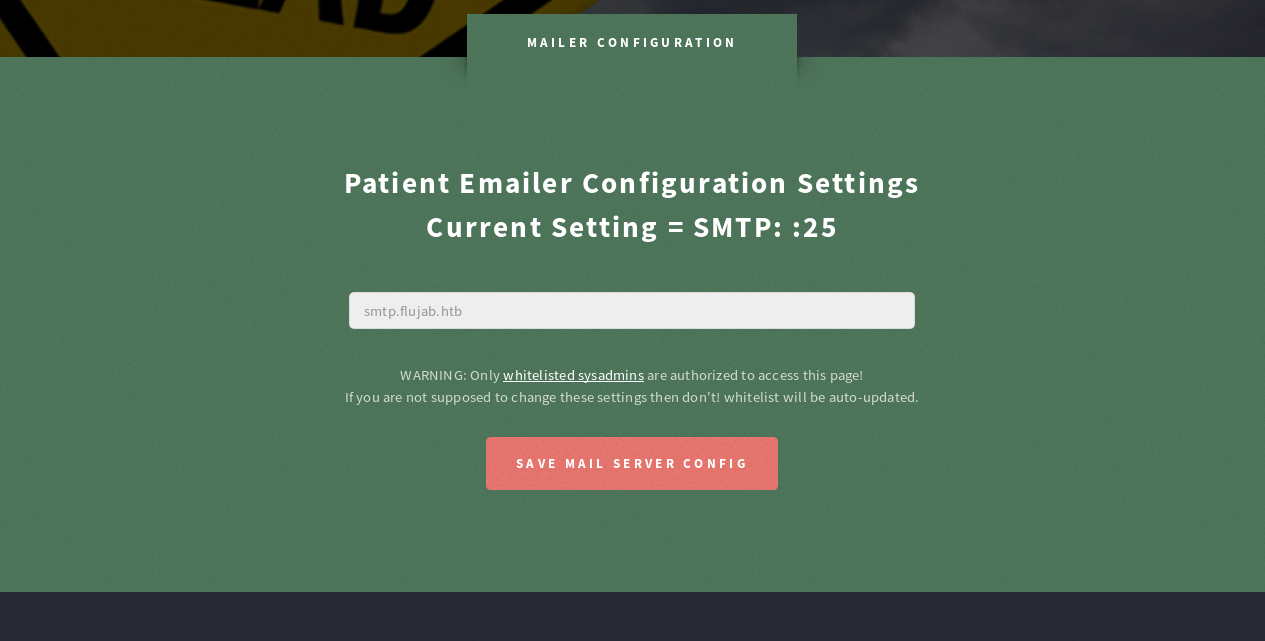 MAILER CONFIGURATION
Patient Emailer Configuration Settings
Current Setting = SMTP: :25
smtp.flujab.htb
WARNING: Only whitelisted sysadmins are authorized to access this page!
If you are not supposed to change these settings then don't! whitelist will be auto-updated.
SAVE MAIL SERVER CONFIG